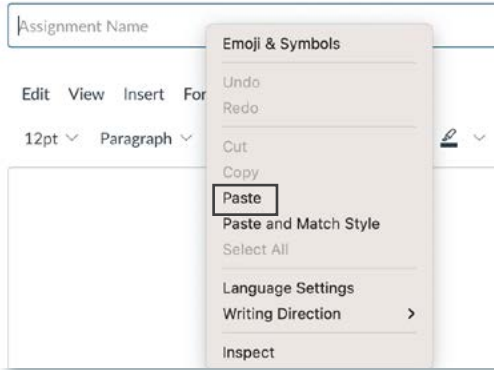 Assignment Name
Emoji & Symbols
Edit View Insert For
Undo
Redo
12pt Paragraph
Cut
Copy
Paste
Paste and Match Style
Select All
Language Settings
Writing Direction
Inspect